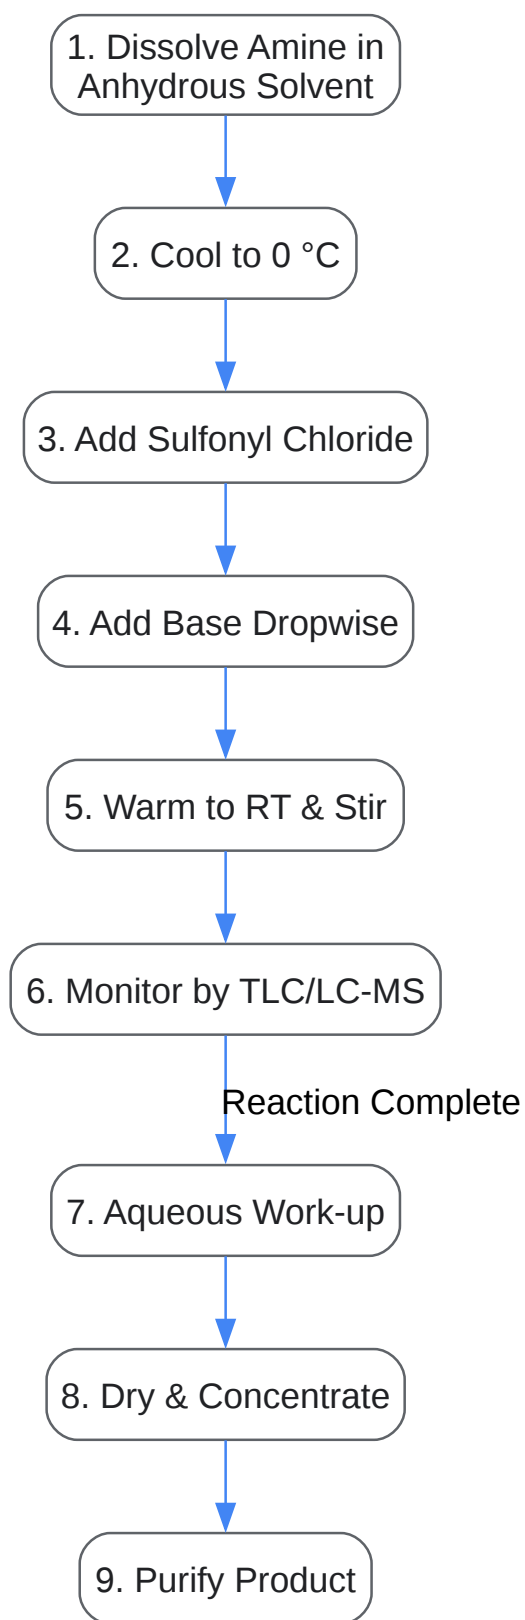 1. Dissolve Amine in
Anhydrous Solvent
2. Cool to 0 °C
3. Add Sulfonyl Chloride
4. Add Base Dropwise
5. Warm to RT & Stir
6. Monitor by TLC/LC-MS
Reaction Complete
7. Aqueous Work-up
8. Dry & Concentrate
9. Purify Product